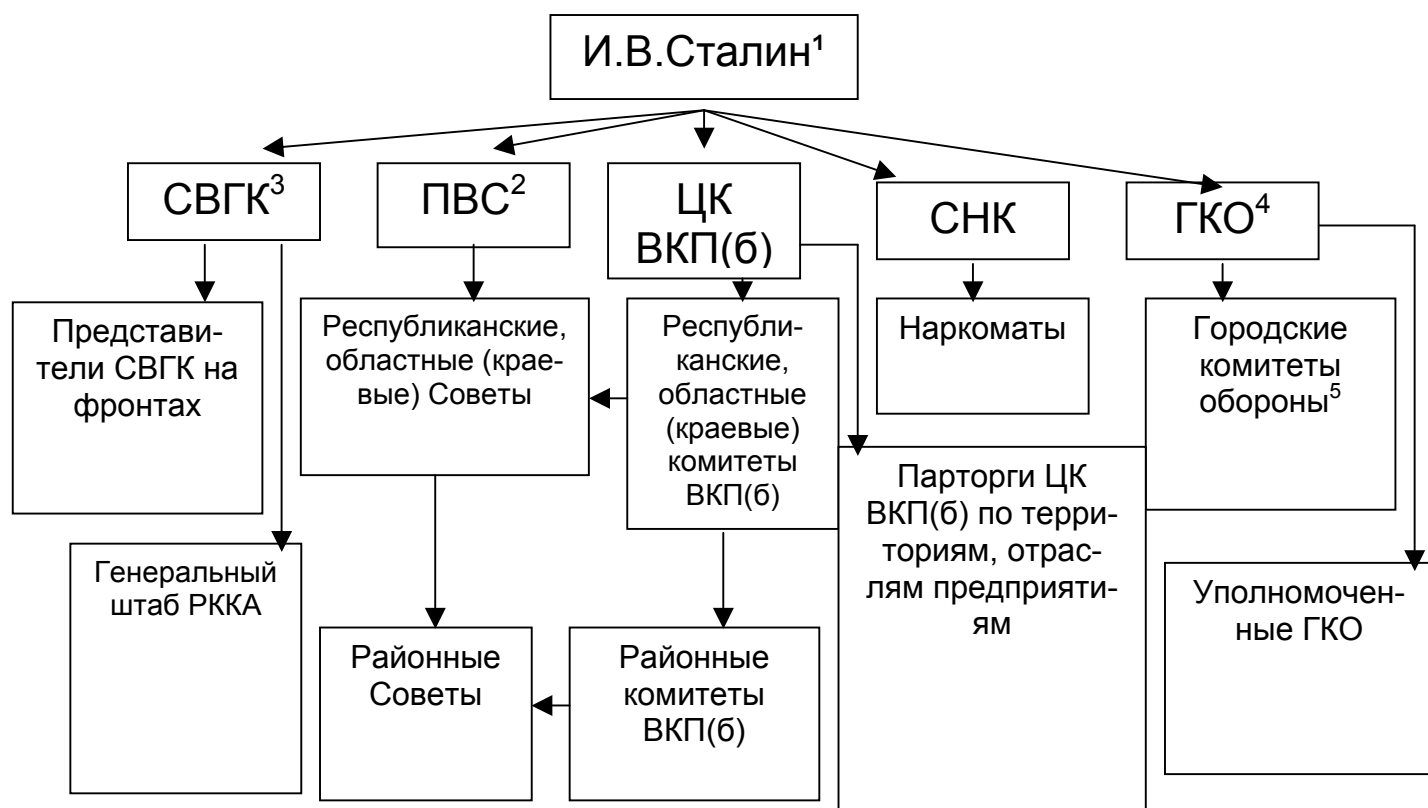 И.В.Сталин¹
СВГК³
ПВС²
ЦК
ВКП(б)
СНК
ГКО⁴
Представи-
тели СВГК на
фронтах
Республиканские,
областные (крае-
вые) Советы
Республи-
канские,
областные
(краевые)
комитеты
ВКП(б)
Наркоматы
Городские
комитеты
обороны⁵
Парторги ЦК
ВКП(б) по терри-
ториям, отрас-
лям предприяти-
ям
Генеральный
штаб РККА
Уполномочен-
ные ГКО
Районные
Советы
Районные
комитеты
ВКП(б)